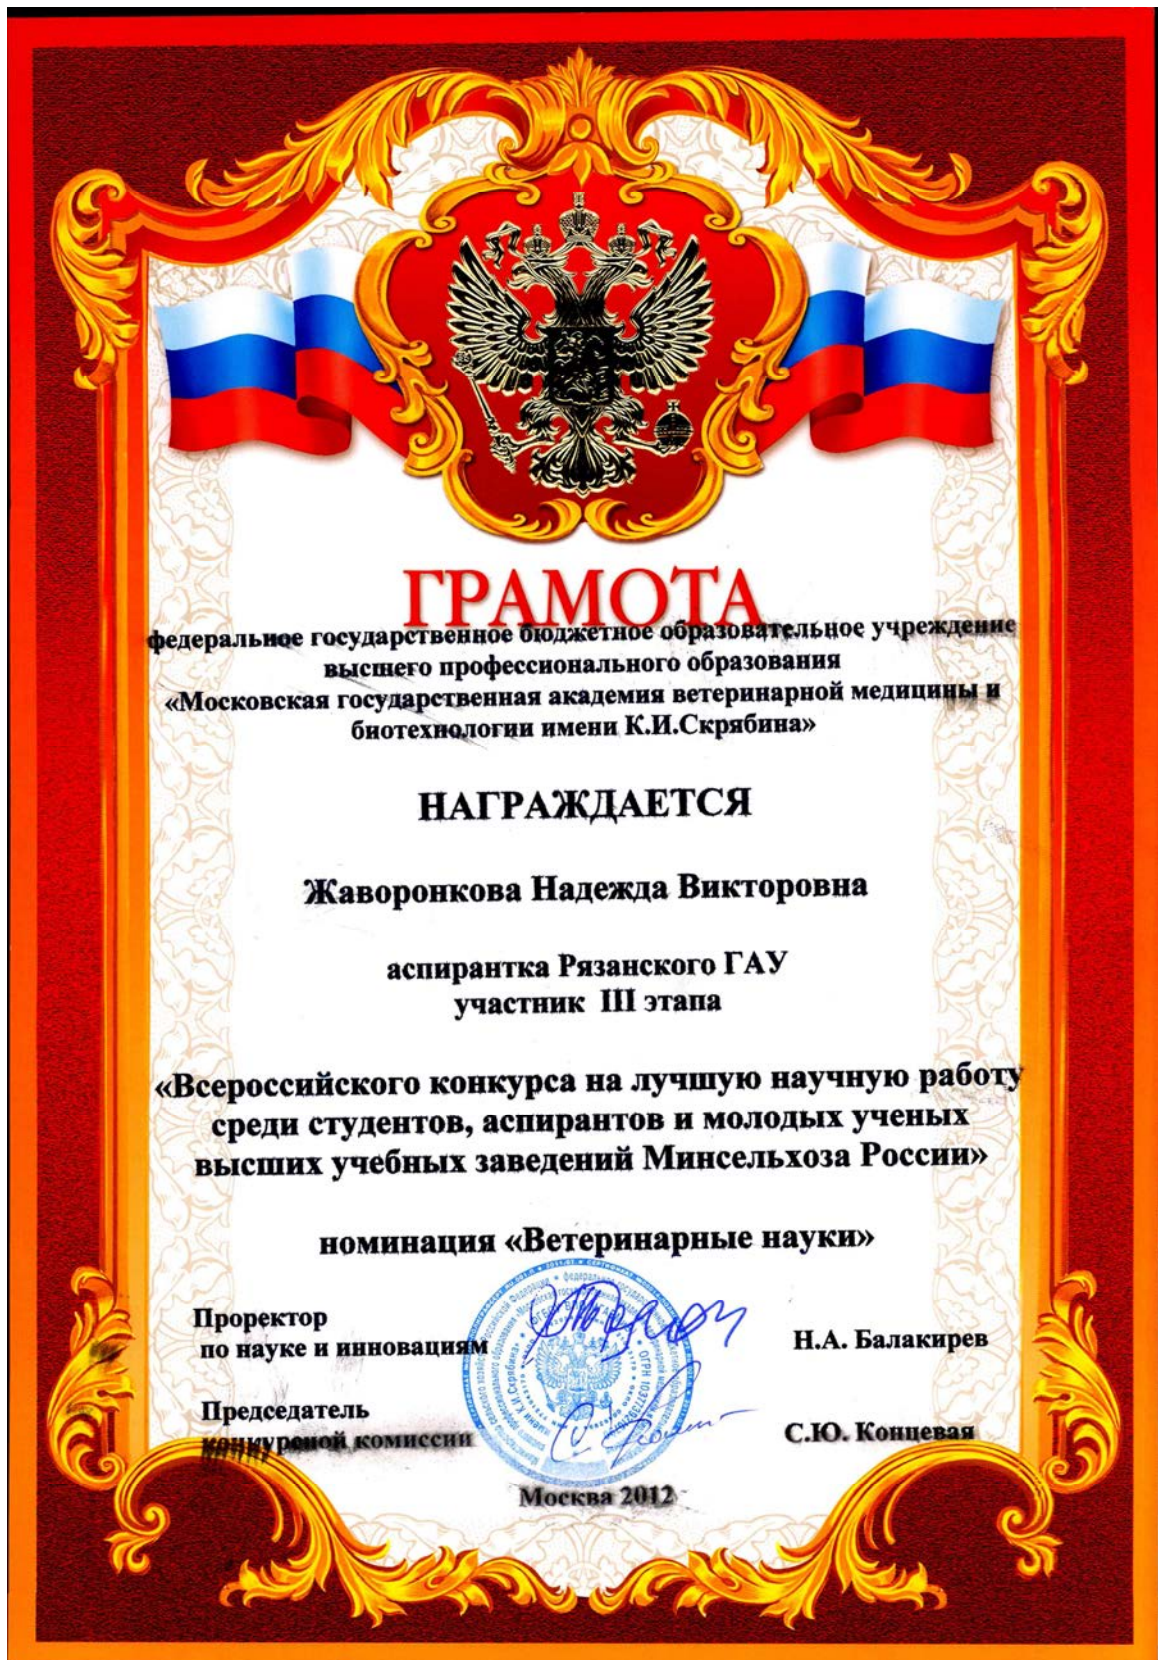 ГРАМОТА
федеральное государственное бюджетное образовательное учреждение
высшего профессионального образования
«Московская государственная академия ветеринарной медицины и
биотехнологии имени К.И.Скрябина»
НАГРАЖДАЕТСЯ
Жаворонкова Надежда Викторовна
аспирантка Рязанского ГАУ
участник III этапа
«Всероссийского конкурса на лучшую научную работу
среди студентов, аспирантов и молодых ученых
высших учебных заведений Минсельхоза России»
номинация «Ветеринарные науки»
Проректор
по науке и инновациям
Н.А. Балакирев
Председатель
конкурсной комиссии
С.Ю. Концевая
Москва 2012